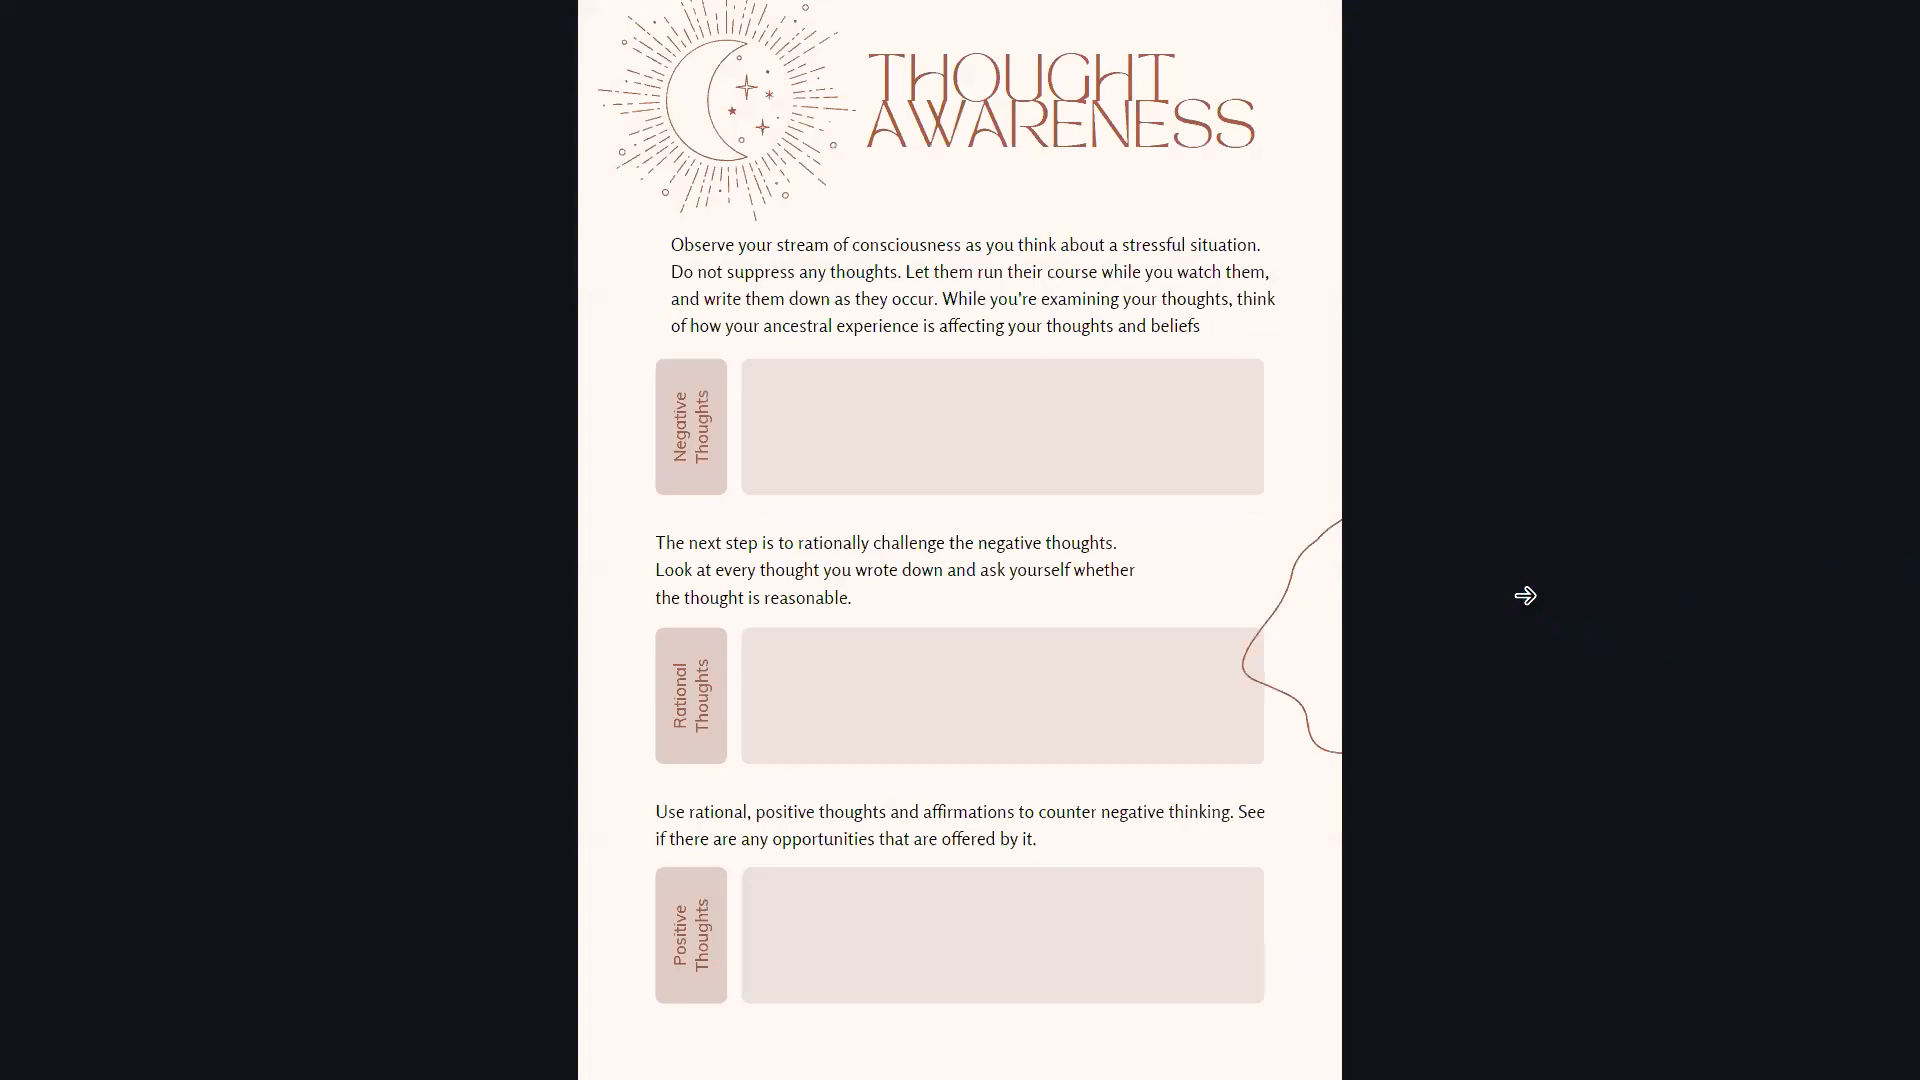 THOUGHT
AWARENESS
Observe your stream of consciousness as you think about a stressful situation.
Do not suppress any thoughts. Let them run their course while you watch them,
and write them down as they occur. While you're examining your thoughts, think
of how your ancestral experience is affecting your thoughts and beliefs
Negative
Thoughts
The next step is to rationally challenge the negative thoughts.
Look at every thought you wrote down and ask yourself whether
the thought is reasonable.
Rational
Thoughts
Use rational, positive thoughts and affirmations to counter negative thinking. See
if there are any opportunities that are offered by it.
Positive
Thoughts